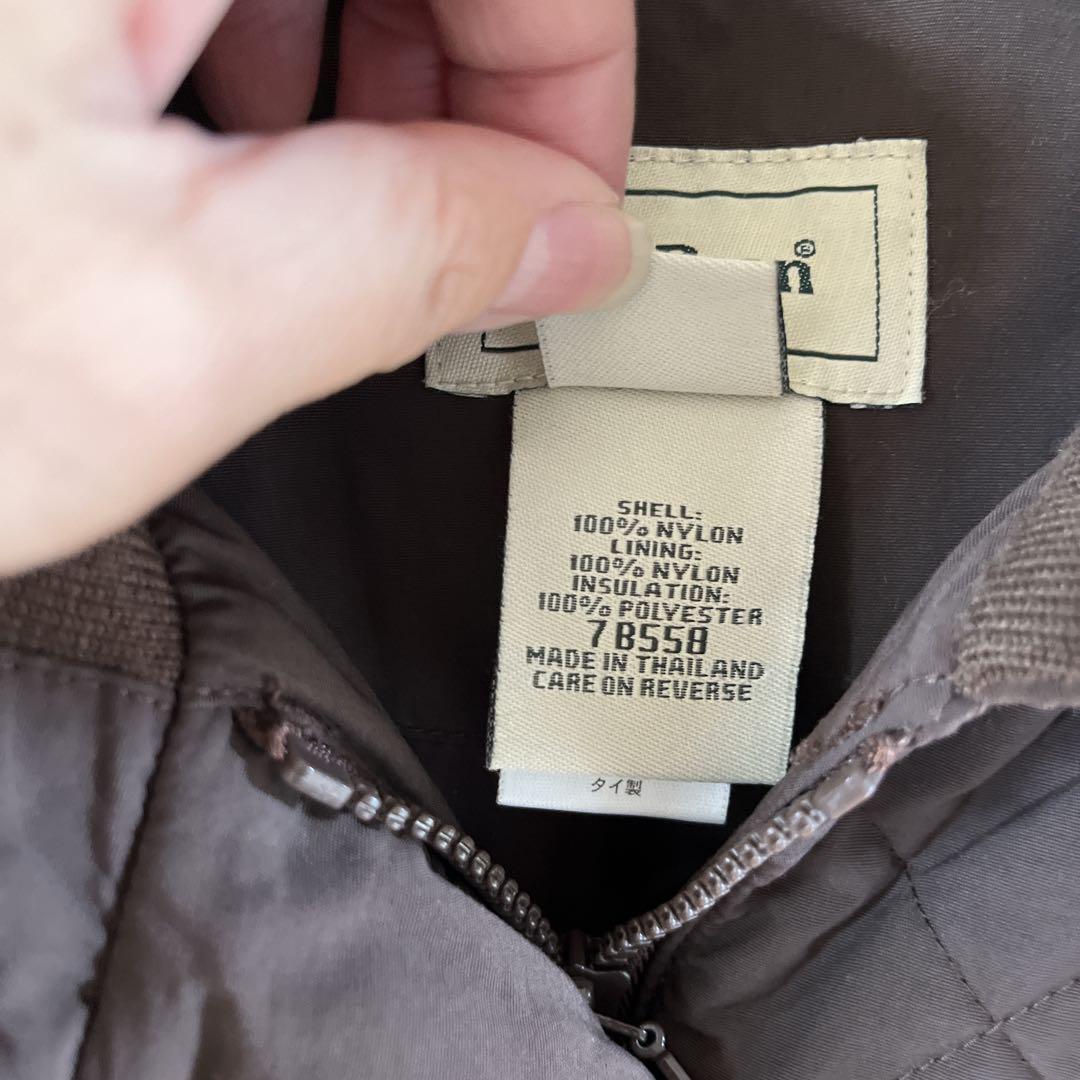 n®
SHELL:
100% NYLON
LINING:
100% NYLON
INSULATION:
100% POLYESTER
7B558
MADE IN THAILAND
CARE ON REVERSE
タイ製